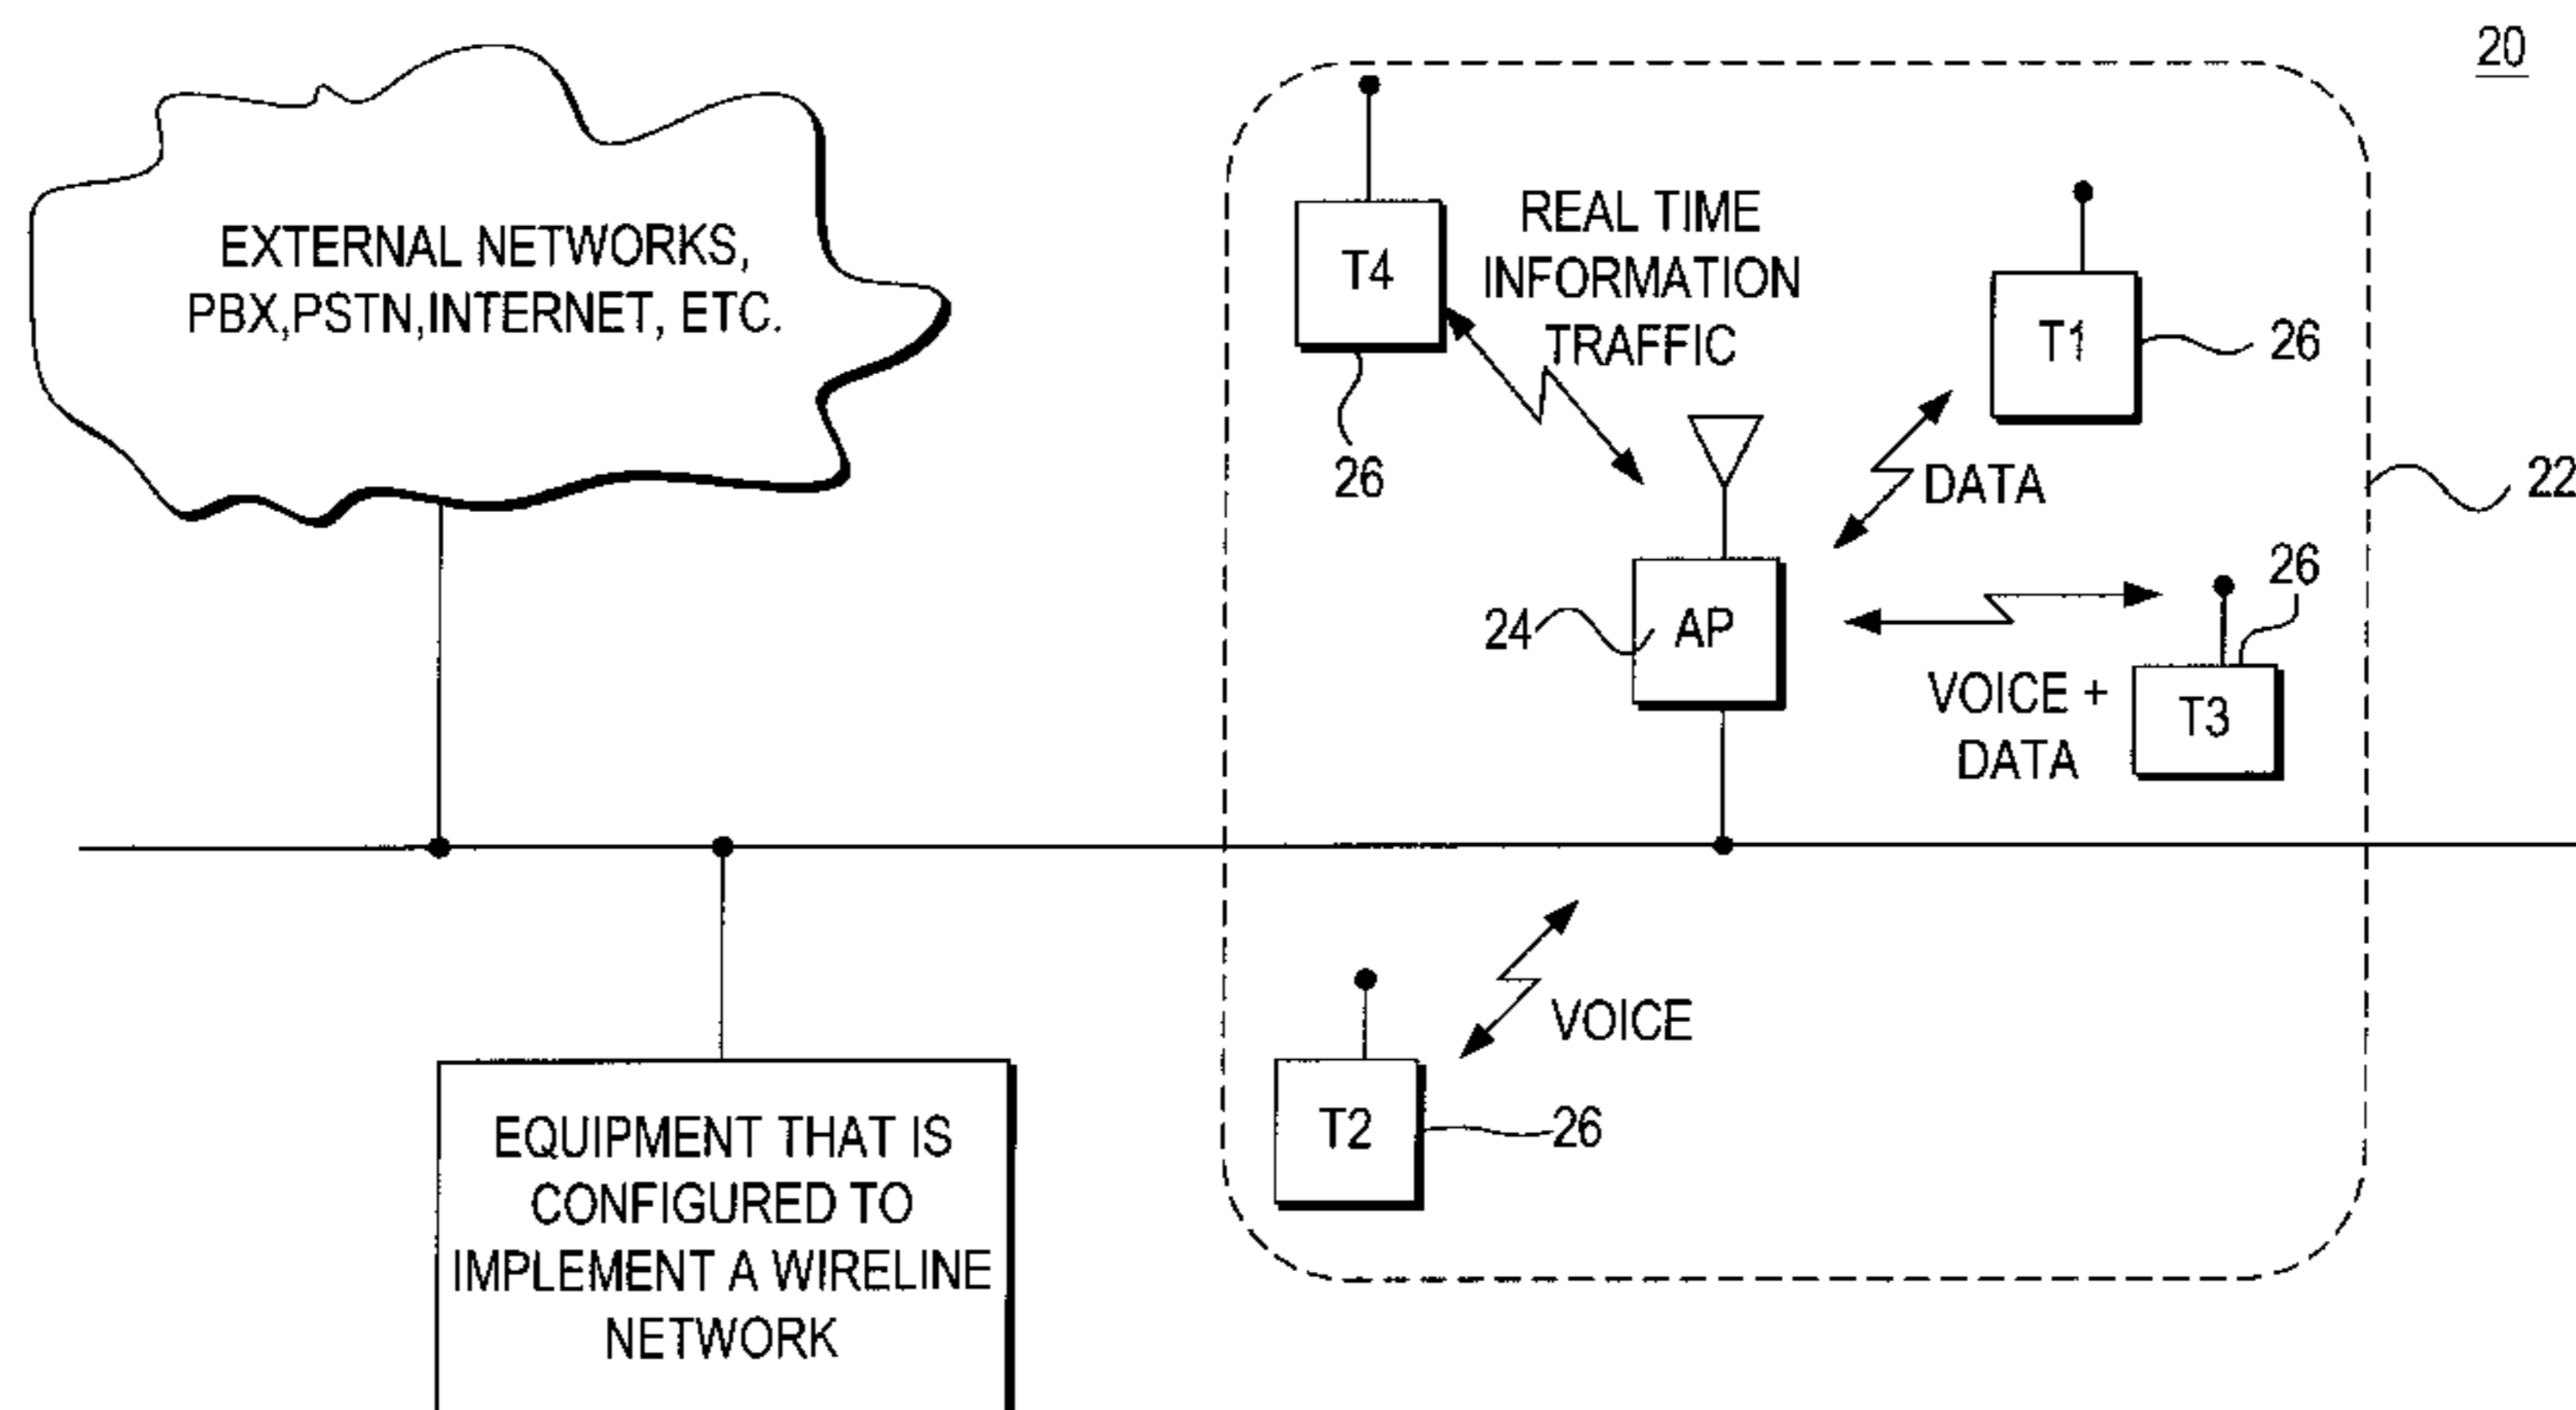 20
EXTERNAL NETWORKS,
PBX,PSTN,INTERNET, ETC.
T4
26
REAL TIME
INFORMATION
TRAFFIC
T1
26
DATA
22
24
AP
26
T3
VOICE +
DATA
VOICE
T2
26
EQUIPMENT THAT IS
CONFIGURED TO
IMPLEMENT A WIRELINE
NETWORK